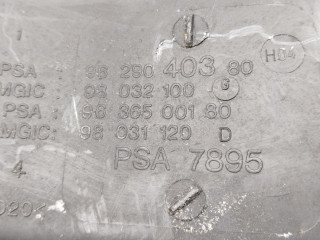 1
H04
PSA : 96 280 403 80
MGIC: 98 032 100 G
PSA : 96 365 001 80
MGIC: 98 031 120 D
PSA 7895
4